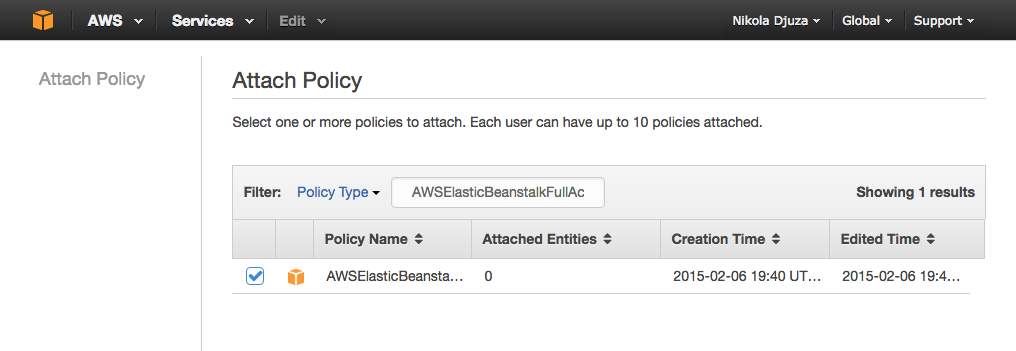 AWS Services Edit Nikola Djuza Global Support
Attach Policy
Attach Policy
Select one or more policies to attach. Each user can have up to 10 policies attached.
Filter: Policy Type AWSElasticBeanstalkFullAc Showing 1 results
Policy Name Attached Entities Creation Time Edited Time
AWSElasticBeansta... 0 2015-02-06 19:40 UT... 2015-02-06 19:4...